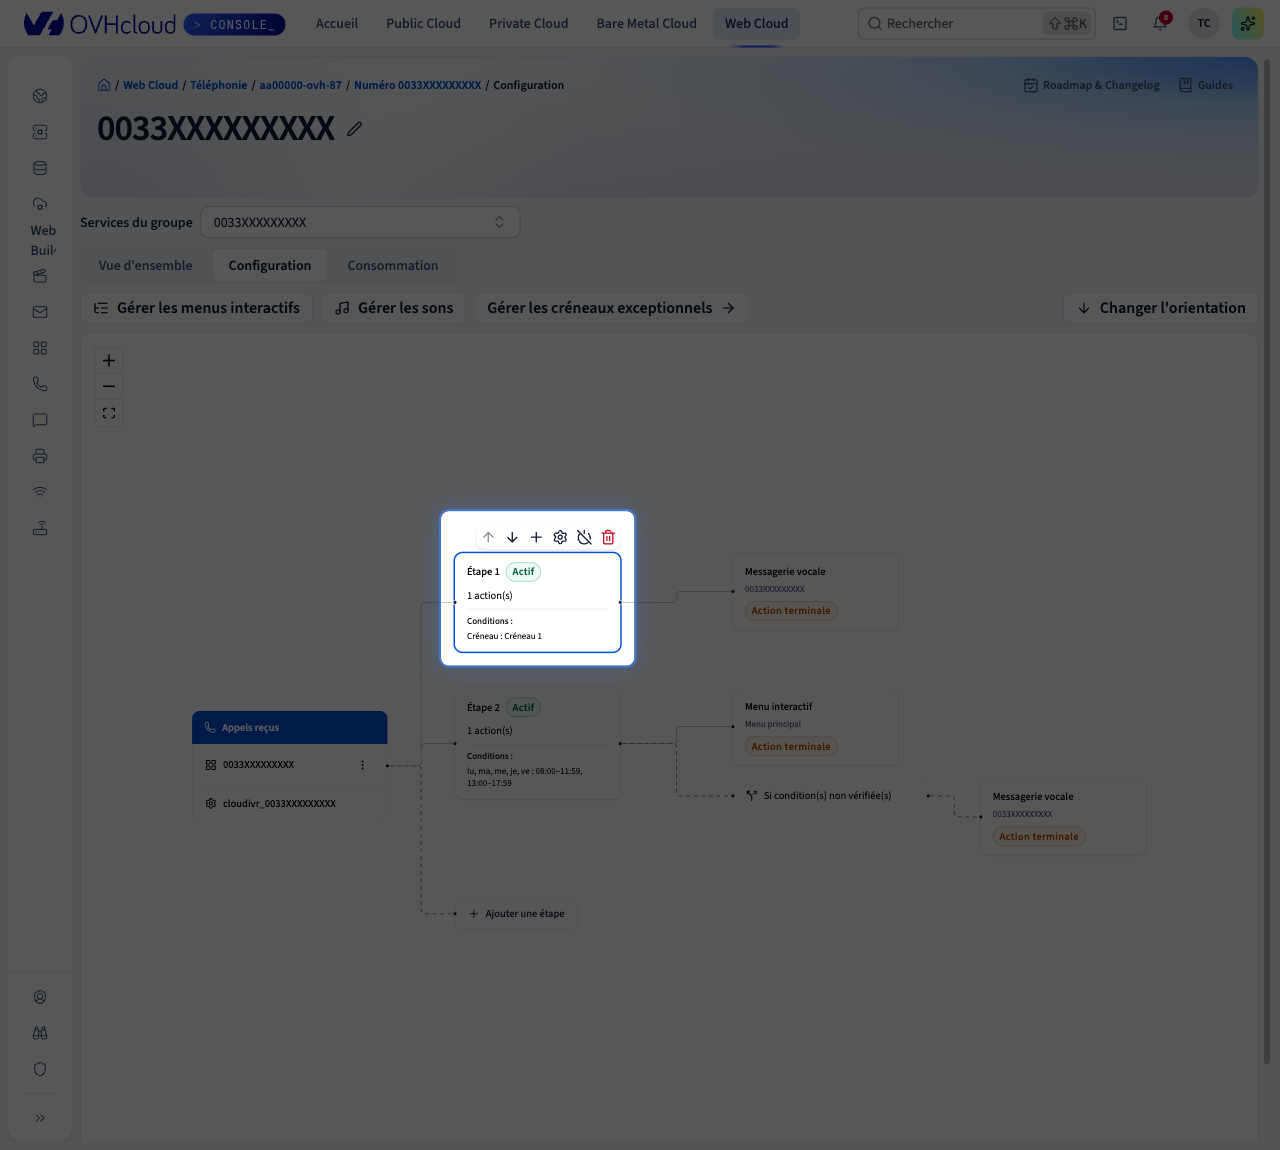 OVHcloud
> CONSOLE_
Accueil
Public Cloud
Private Cloud
Bare Metal Cloud
Web Cloud
Rechercher
⇧⌘K
8
TC
/ Web Cloud / Téléphonie / aa00000-ovh-87 / Numéro 0033XXXXXXXXX / Configuration
Roadmap & Changelog
Guides
0033XXXXXXXXX
Services du groupe
0033XXXXXXXXX
Web
Vue d'ensemble
Configuration
Consommation
Gérer les menus interactifs
Gérer les sons
Gérer les créneaux exceptionnels
Changer l'orientation
Étape 1
Actif
1 action(s)
Conditions :
Créneau : Créneau 1
Messagerie vocale
0033XXXXXXXXX
Action terminale
Étape 2
Actif
1 action(s)
Conditions :
lu, ma, me, je, ve : 08:00–11:59,
13:00–17:59
Menu interactif
Menu principal
Action terminale
Appels reçus
0033XXXXXXXXX
cloudivr_0033XXXXXXXXX
Si condition(s) non vérifiée(s)
Messagerie vocale
0033XXXXXXXXX
Action terminale
Ajouter une étape